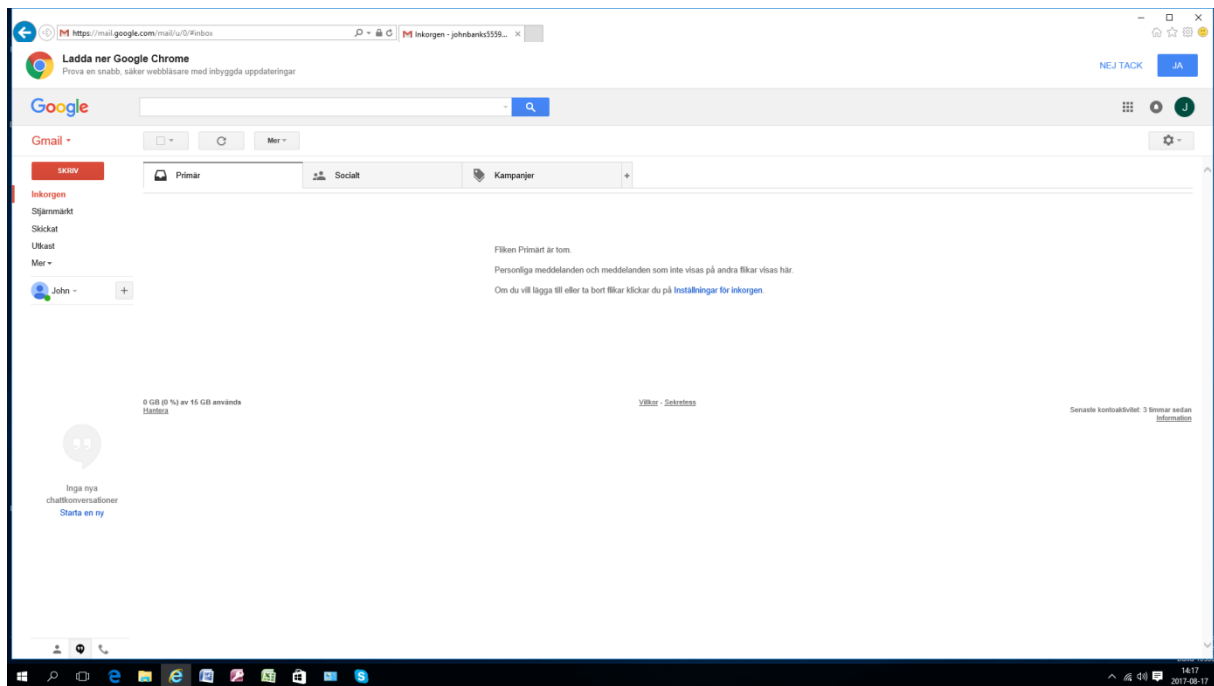 https://mail.google.com/mail/u/0/#inbox
Inkorgen - johnbanks5559...
Ladda ner Google Chrome
Prova en snabb, säker webbläsare med inbyggda uppdateringar
NEJ TACK
JA
Google
J
Gmail
Mer
SKRIV
Primär
Socialt
Kampanjer
+
Inkorgen
Stjärnmärkt
Skickat
Utkast
Mer
John
+
Fliken Primärt är tom.
Personliga meddelanden och meddelanden som inte visas på andra flikar visas här.
Om du vill lägga till eller ta bort flikar klickar du på Inställningar för inkorgen.
0 GB (0 %) av 15 GB används
Hantera
Villkor - Sekretess
Senaste kontoaktivitet: 3 timmar sedan
Information
Inga nya
chattkonversationer
Starta en ny
14:17
2017-08-17